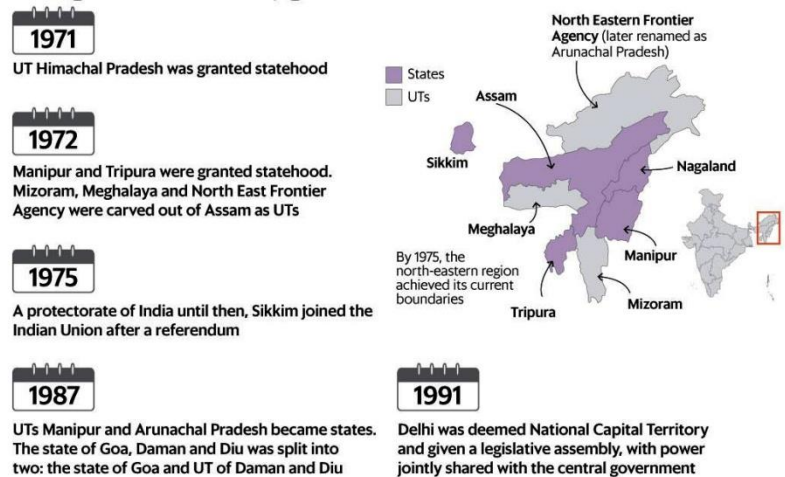 1971
UT Himachal Pradesh was granted statehood
1972
Manipur and Tripura were granted statehood.
Mizoram, Meghalaya and North East Frontier
Agency were carved out of Assam as UTs
1975
A protectorate of India until then, Sikkim joined the
Indian Union after a referendum
1987
UTs Manipur and Arunachal Pradesh became states.
The state of Goa, Daman and Diu was split into
two: the state of Goa and UT of Daman and Diu
States
UTs
North Eastern Frontier
Agency (later renamed as
Arunachal Pradesh)
Assam
Sikkim
Nagaland
Meghalaya
Manipur
By 1975, the
north-eastern region
achieved its current
boundaries
Tripura
Mizoram
1991
Delhi was deemed National Capital Territory
and given a legislative assembly, with power
jointly shared with the central government